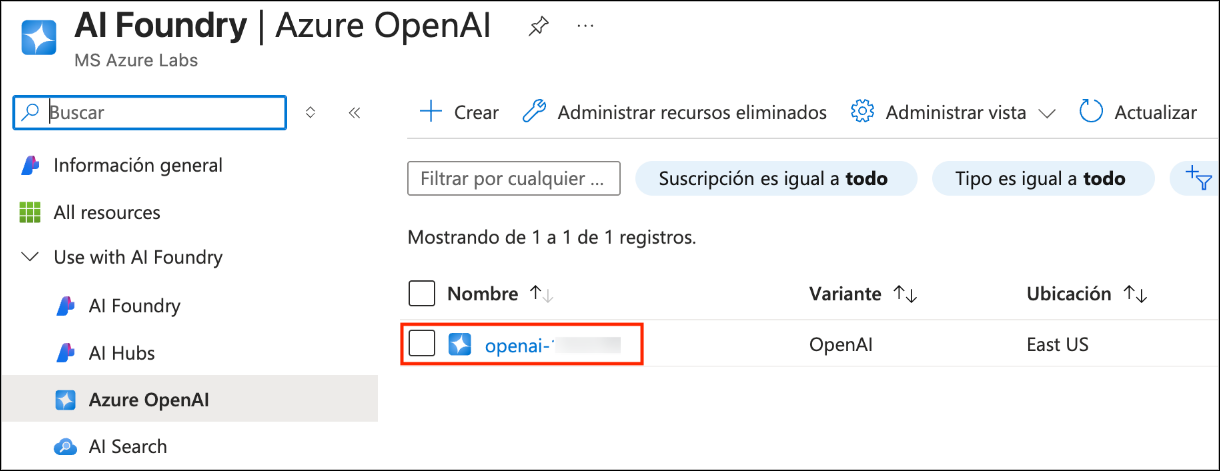 AI Foundry | Azure OpenAI
MS Azure Labs
Buscar
Crear
Administrar recursos eliminados
Administrar vista
Actualizar
Información general
All resources
Use with AI Foundry
AI Foundry
AI Hubs
Azure OpenAI
AI Search
Filtrar por cualquier ...
Suscripción es igual a todo
Tipo es igual a todo
Mostrando de 1 a 1 de 1 registros.
Nombre
Variante
Ubicación
openai-
OpenAI
East US